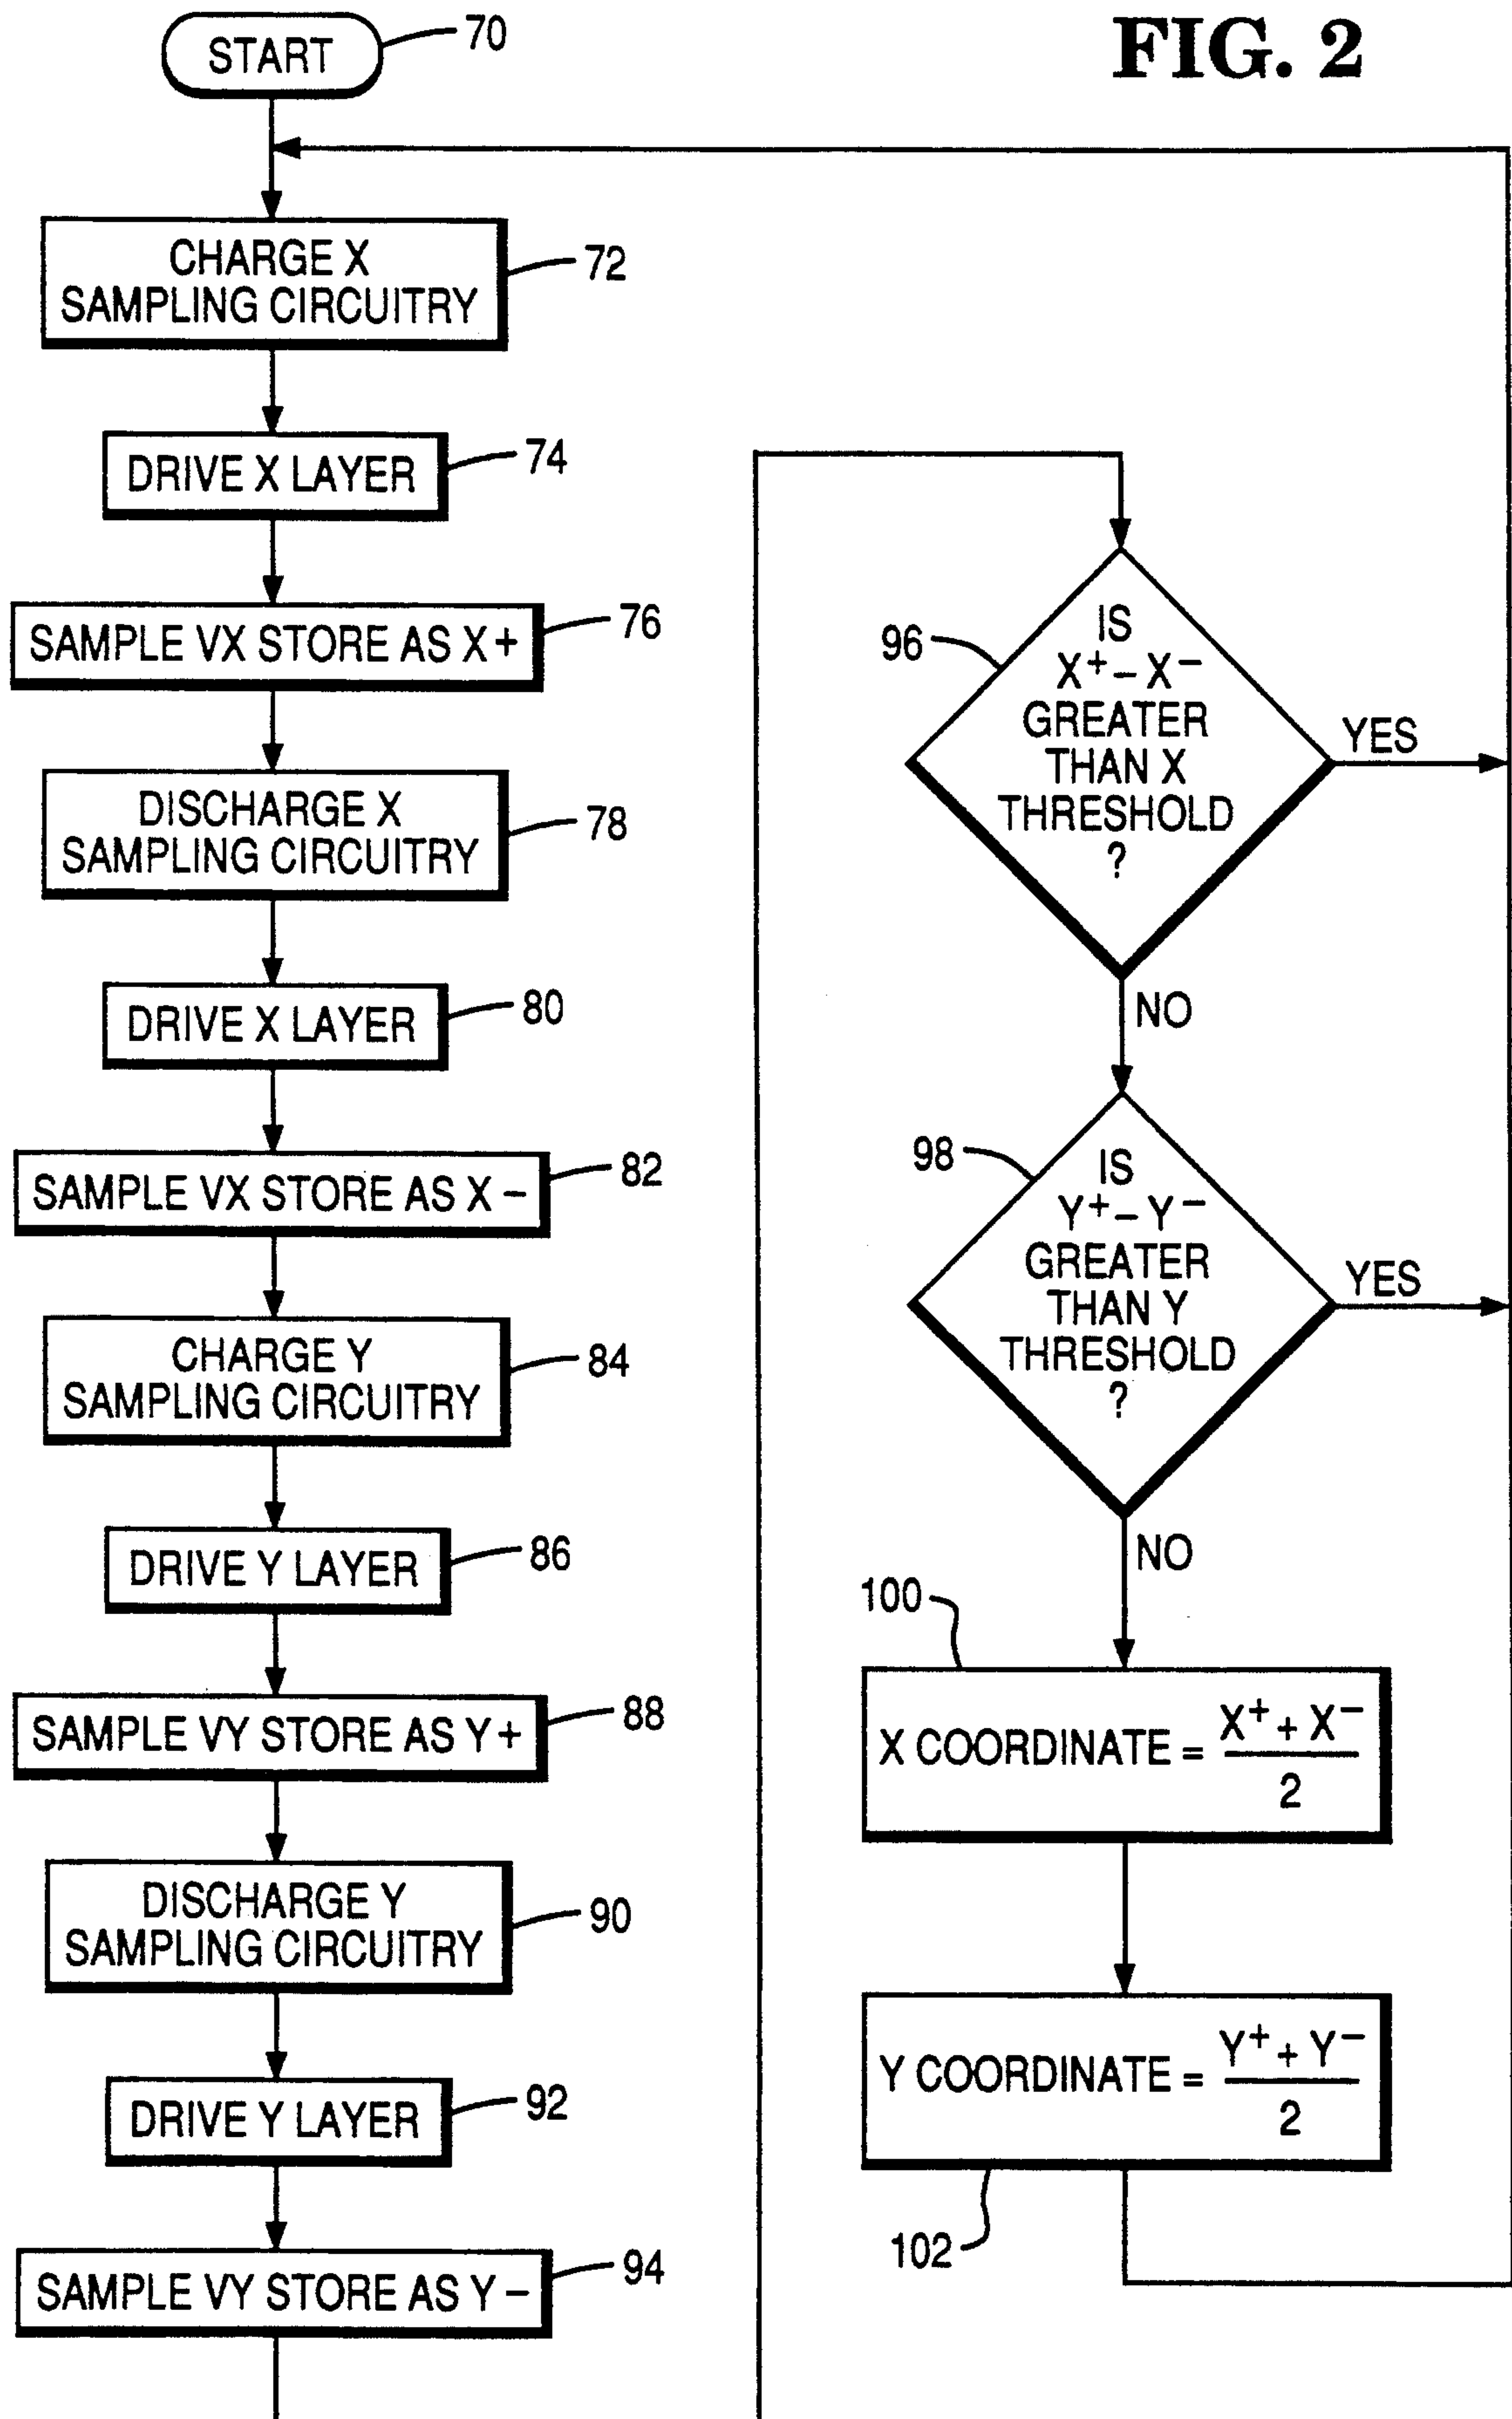 FIG. 2
START
70
CHARGE X
SAMPLING CIRCUITRY
72
DRIVE X LAYER
74
SAMPLE VX STORE AS X +
76
DISCHARGE X
SAMPLING CIRCUITRY
78
DRIVE X LAYER
80
SAMPLE VX STORE AS X -
82
CHARGE Y
SAMPLING CIRCUITRY
84
DRIVE Y LAYER
86
SAMPLE VY STORE AS Y +
88
DISCHARGE Y
SAMPLING CIRCUITRY
90
DRIVE Y LAYER
92
SAMPLE VY STORE AS Y -
94
96
IS
X⁺ - X⁻
GREATER
THAN X
THRESHOLD
?
YES
NO
98
IS
Y⁺ - Y⁻
GREATER
THAN Y
THRESHOLD
?
YES
NO
100
X COORDINATE = X⁺ + X⁻
2
Y COORDINATE = Y⁺ + Y⁻
2
102